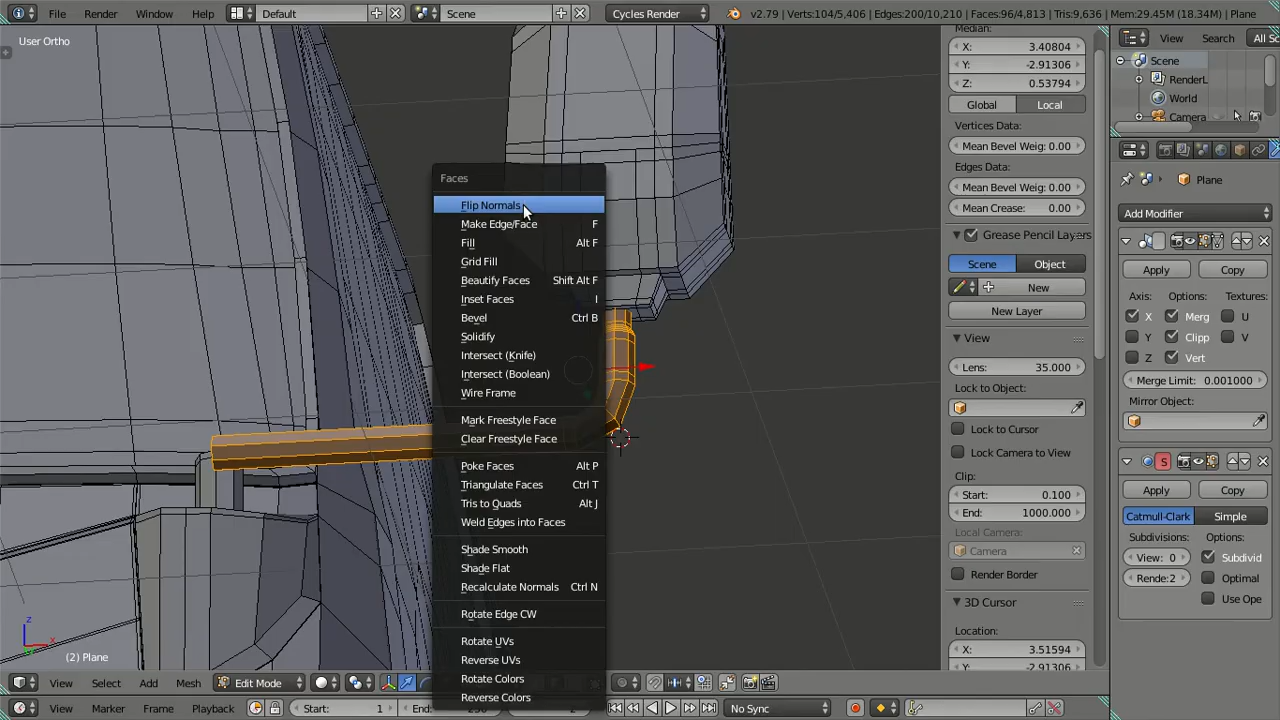 File Render Window Help Default Scene Cycles Render v2.79 | Verts:104/5,406 | Edges:200/10,210 | Faces:96/4,813 | Tris:9,636 | Mem:29.45M (18.34M) | Plane
User Ortho
Median:
X: 3.40804
Y: -2.91306
Z: 0.53794
Global Local
Vertices Data:
Mean Bevel Weig: 0.00
Edges Data:
Mean Bevel Weig: 0.00
Mean Crease: 0.00
Grease Pencil Layers
Scene Object
New
New Layer
View
Lens: 35.000
Lock to Object:
Lock to Cursor
Lock Camera to View
Clip:
Start: 0.100
End: 1000.000
Local Camera:
Camera
Render Border
3D Cursor
Location:
X: 3.51594
Y: -2.91306
View Search All Sc
Scene
RenderL
World
Camera
Plane
Add Modifier
Apply Copy
Axis: Options: Textures:
X Merg U
Y Clipp V
Z Vert
Merge Limit: 0.001000
Mirror Object:
S
Apply Copy
Catmull-Clark Simple
Subdivisions: Options:
View: 0 Subdivid
Rende:2 Optimal
Use Ope
Faces
Flip Normals
Make Edge/Face F
Fill Alt F
Grid Fill
Beautify Faces Shift Alt F
Inset Faces I
Bevel Ctrl B
Solidify
Intersect (Knife)
Intersect (Boolean)
Wire Frame
Mark Freestyle Face
Clear Freestyle Face
Poke Faces Alt P
Triangulate Faces Ctrl T
Tris to Quads Alt J
Weld Edges into Faces
Shade Smooth
Shade Flat
Recalculate Normals Ctrl N
Rotate Edge CW
Rotate UVs
Reverse UVs
Rotate Colors
Reverse Colors
z
x
(2) Plane
View Select Add Mesh Edit Mode
View Marker Frame Playback Start: 1 End: No Sync